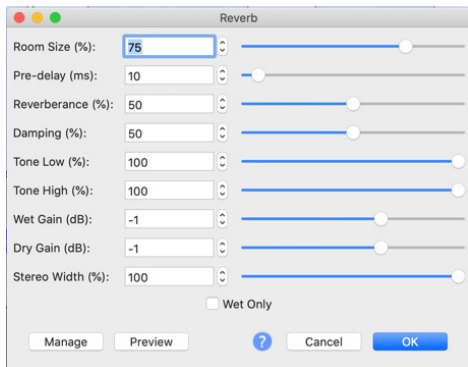 Reverb
Room Size (%): 75
Pre-delay (ms): 10
Reverberance (%): 50
Damping (%): 50
Tone Low (%): 100
Tone High (%): 100
Wet Gain (dB): -1
Dry Gain (dB): -1
Stereo Width (%): 100
Wet Only
Manage Preview ? Cancel OK